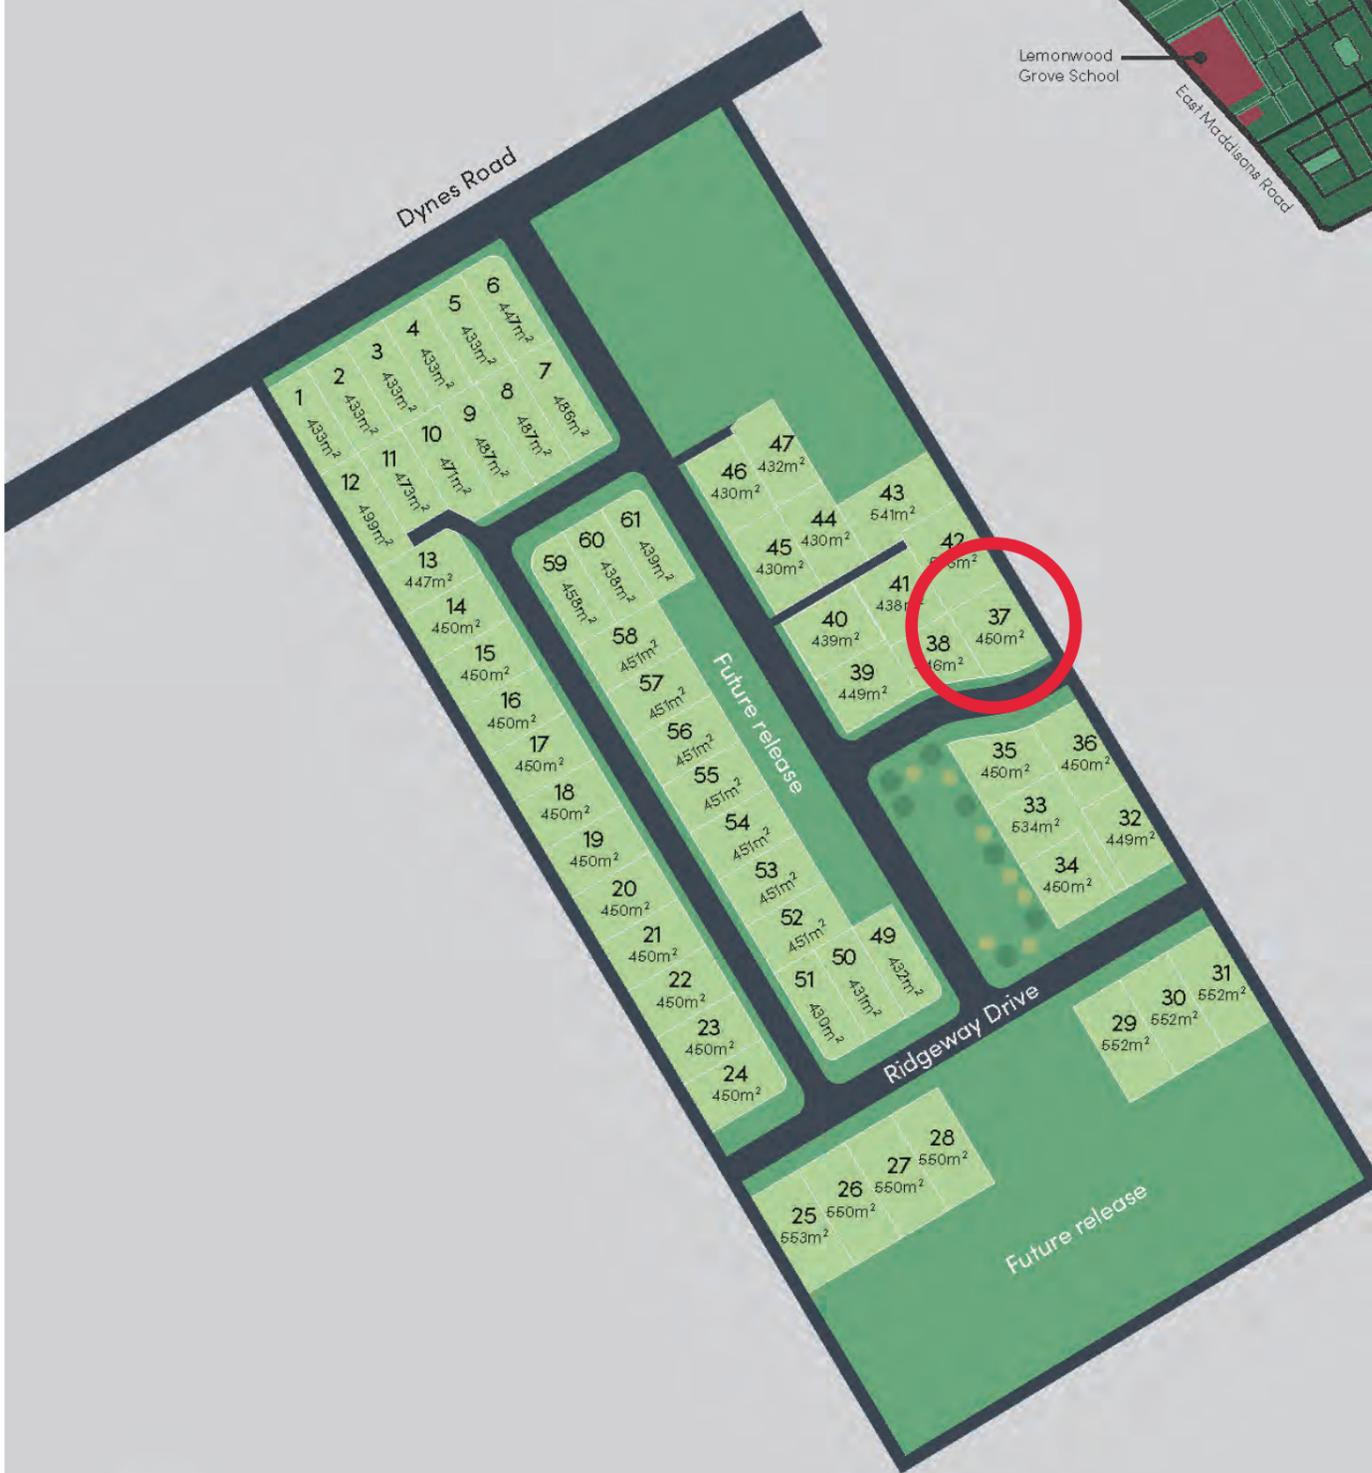 Lemonwood
Grove School
East Maddisons Road
Dynes Road
6
447m²
5
433m²
4
433m²
3
433m²
2
433m²
1
433m²
7
486m²
8
487m²
9
487m²
10
471m²
11
473m²
12
499m²
47
432m²
46
430m²
43
541m²
44
430m²
45
430m²
42
61
439m²
60
438m²
59
458m²
13
447m²
14
450m²
15
450m²
16
450m²
17
450m²
18
450m²
19
450m²
20
450m²
21
450m²
22
450m²
23
450m²
24
450m²
58
451m²
57
451m²
56
451m²
55
451m²
54
451m²
53
451m²
52
451m²
51
430m²
50
431m²
49
432m²
Future release
41
438m²
40
439m²
39
449m²
38
37
450m²
35
450m²
36
450m²
33
534m²
32
449m²
34
450m²
Ridgeway Drive
31
552m²
30
552m²
29
552m²
28
550m²
27
550m²
26
550m²
25
553m²
Future release